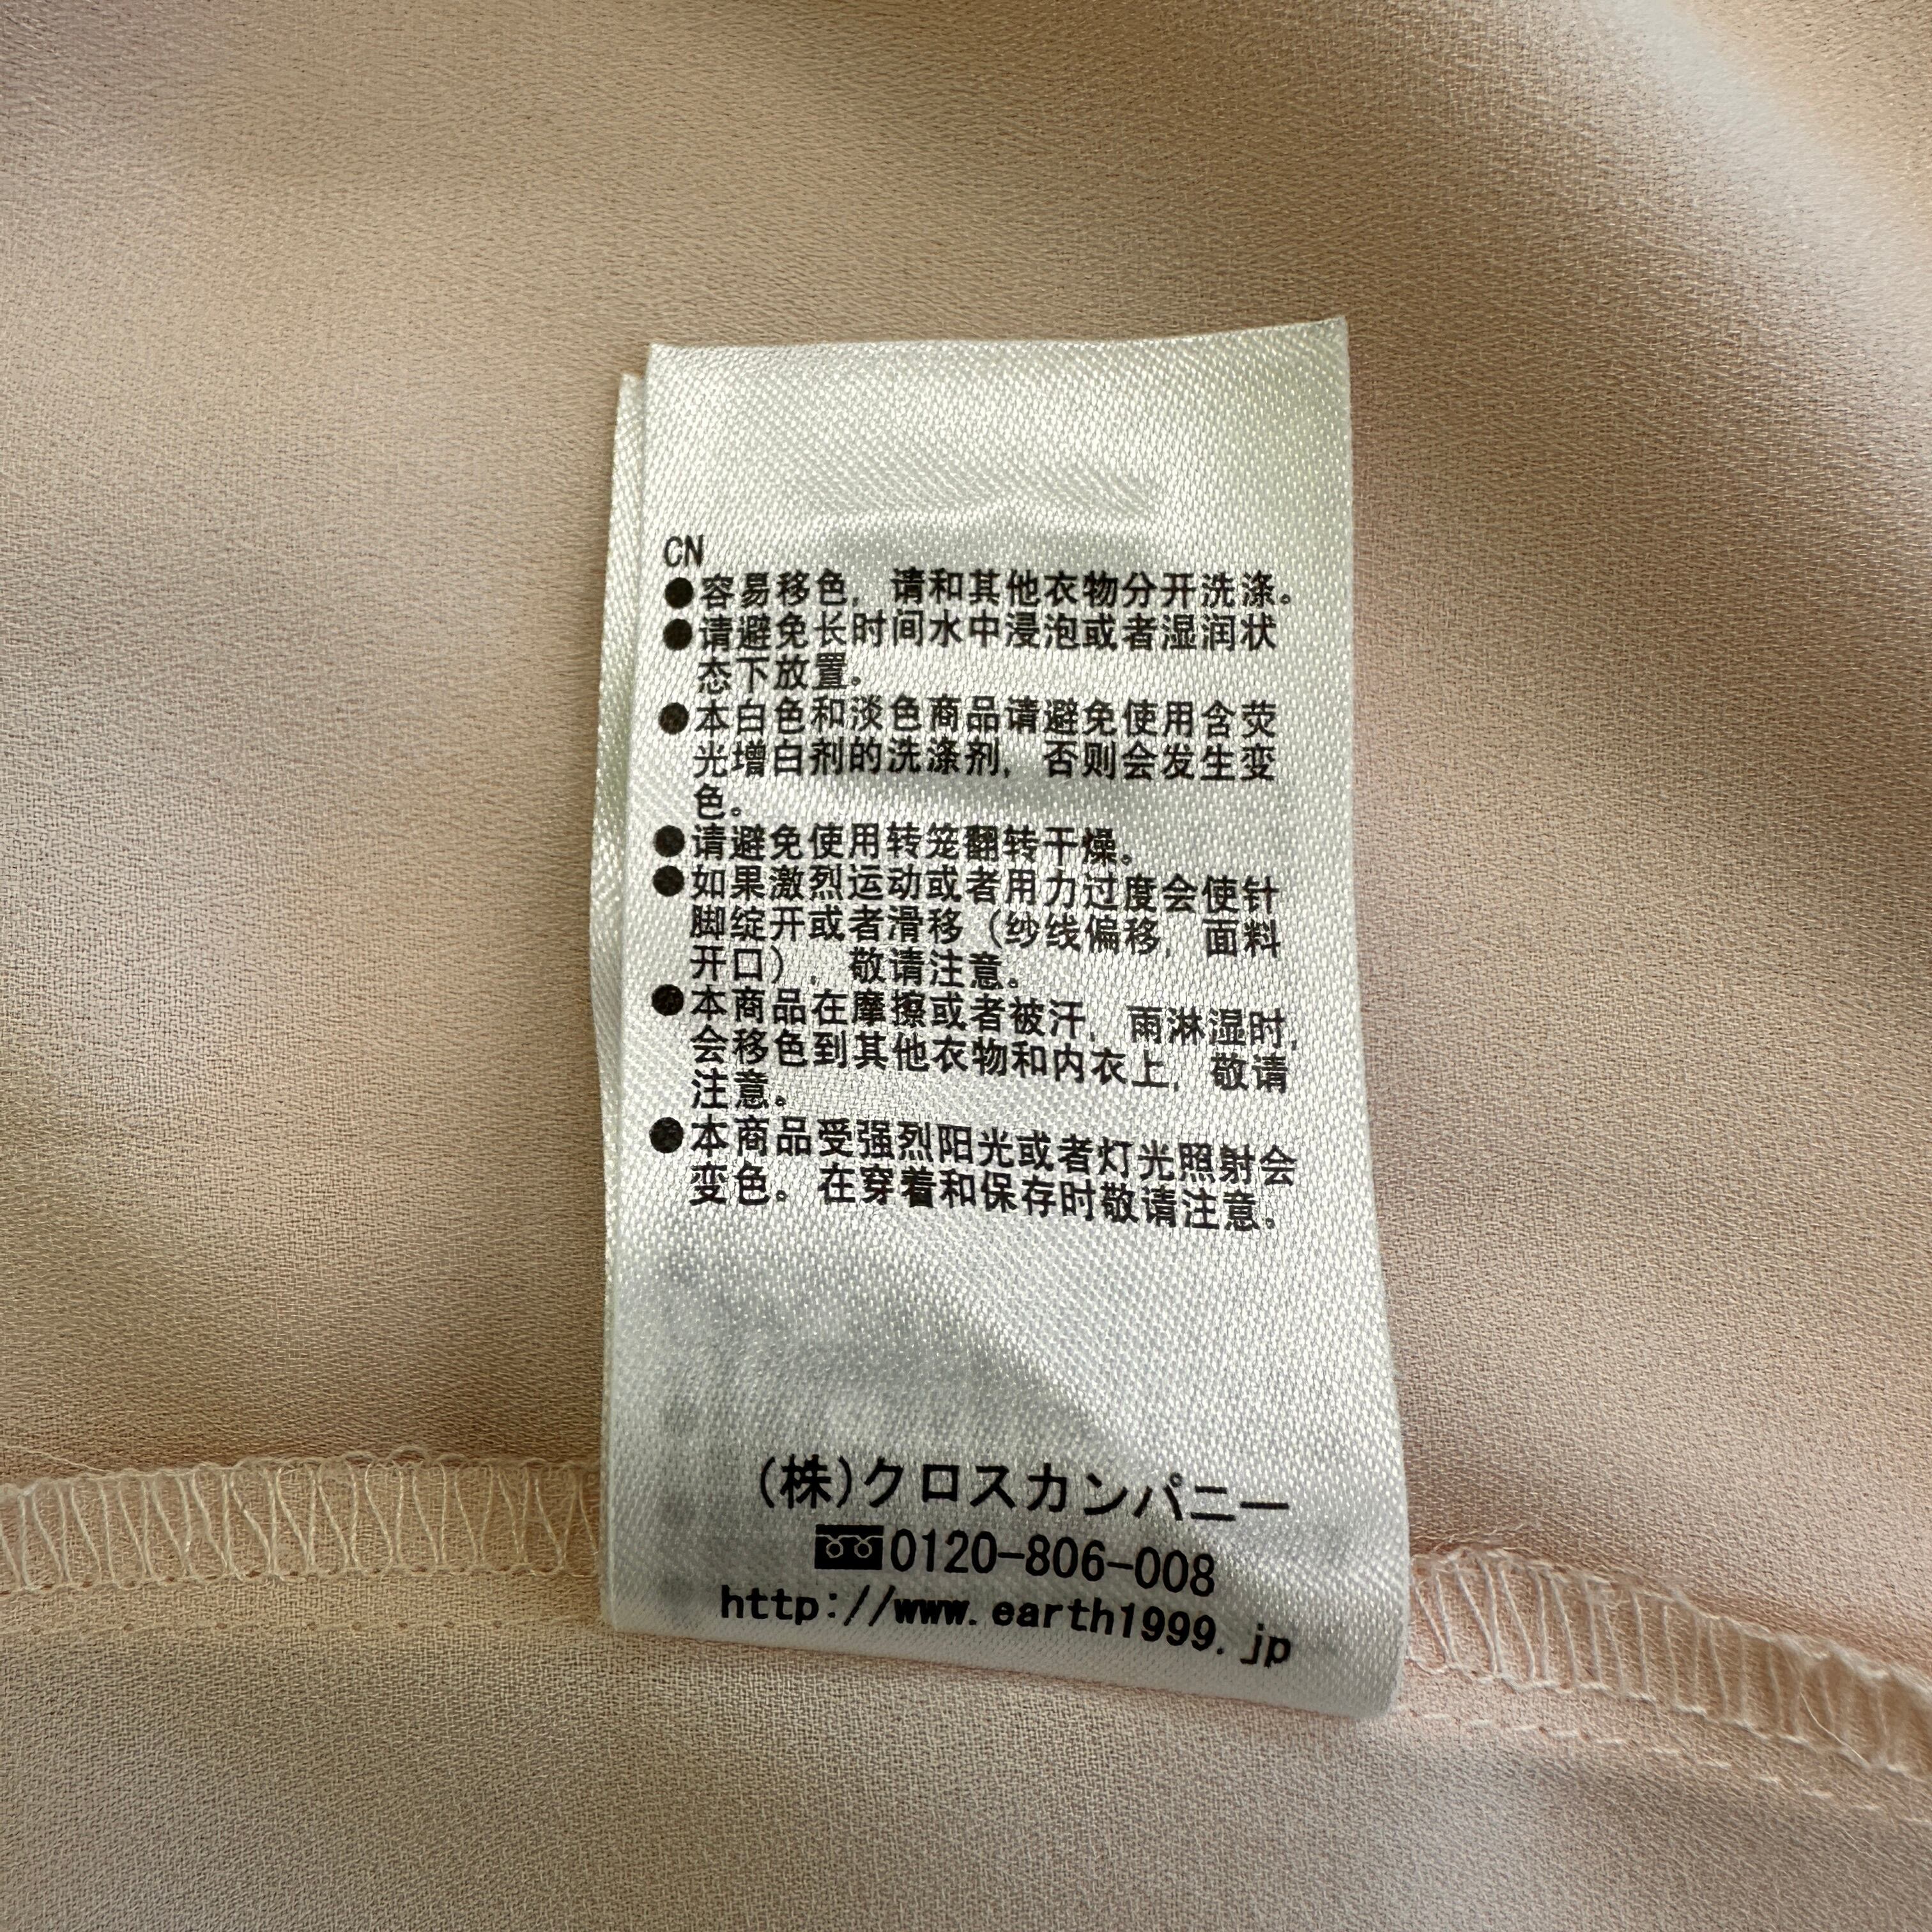 CN
●容易移色，请和其他衣物分开洗涤。
●请避免长时间水中浸泡或者湿润状
态下放置。
●本白色和淡色商品请避免使用含荧
光增白剂的洗涤剂，否则会发生变
色。
●请避免使用转笼翻转干燥。
●如果激烈运动或者用力过度会使针
脚绽开或者滑移（纱线偏移，面料
开口），敬请注意。
●本商品在摩擦或者被汗，雨淋湿时，
会移色到其他衣物和内衣上，敬请
注意。
●本商品受强烈阳光或者灯光照射会
变色。在穿着和保存时敬请注意。
(株)クロスカンパニー
0120-806-008
http://www.earth1999.jp